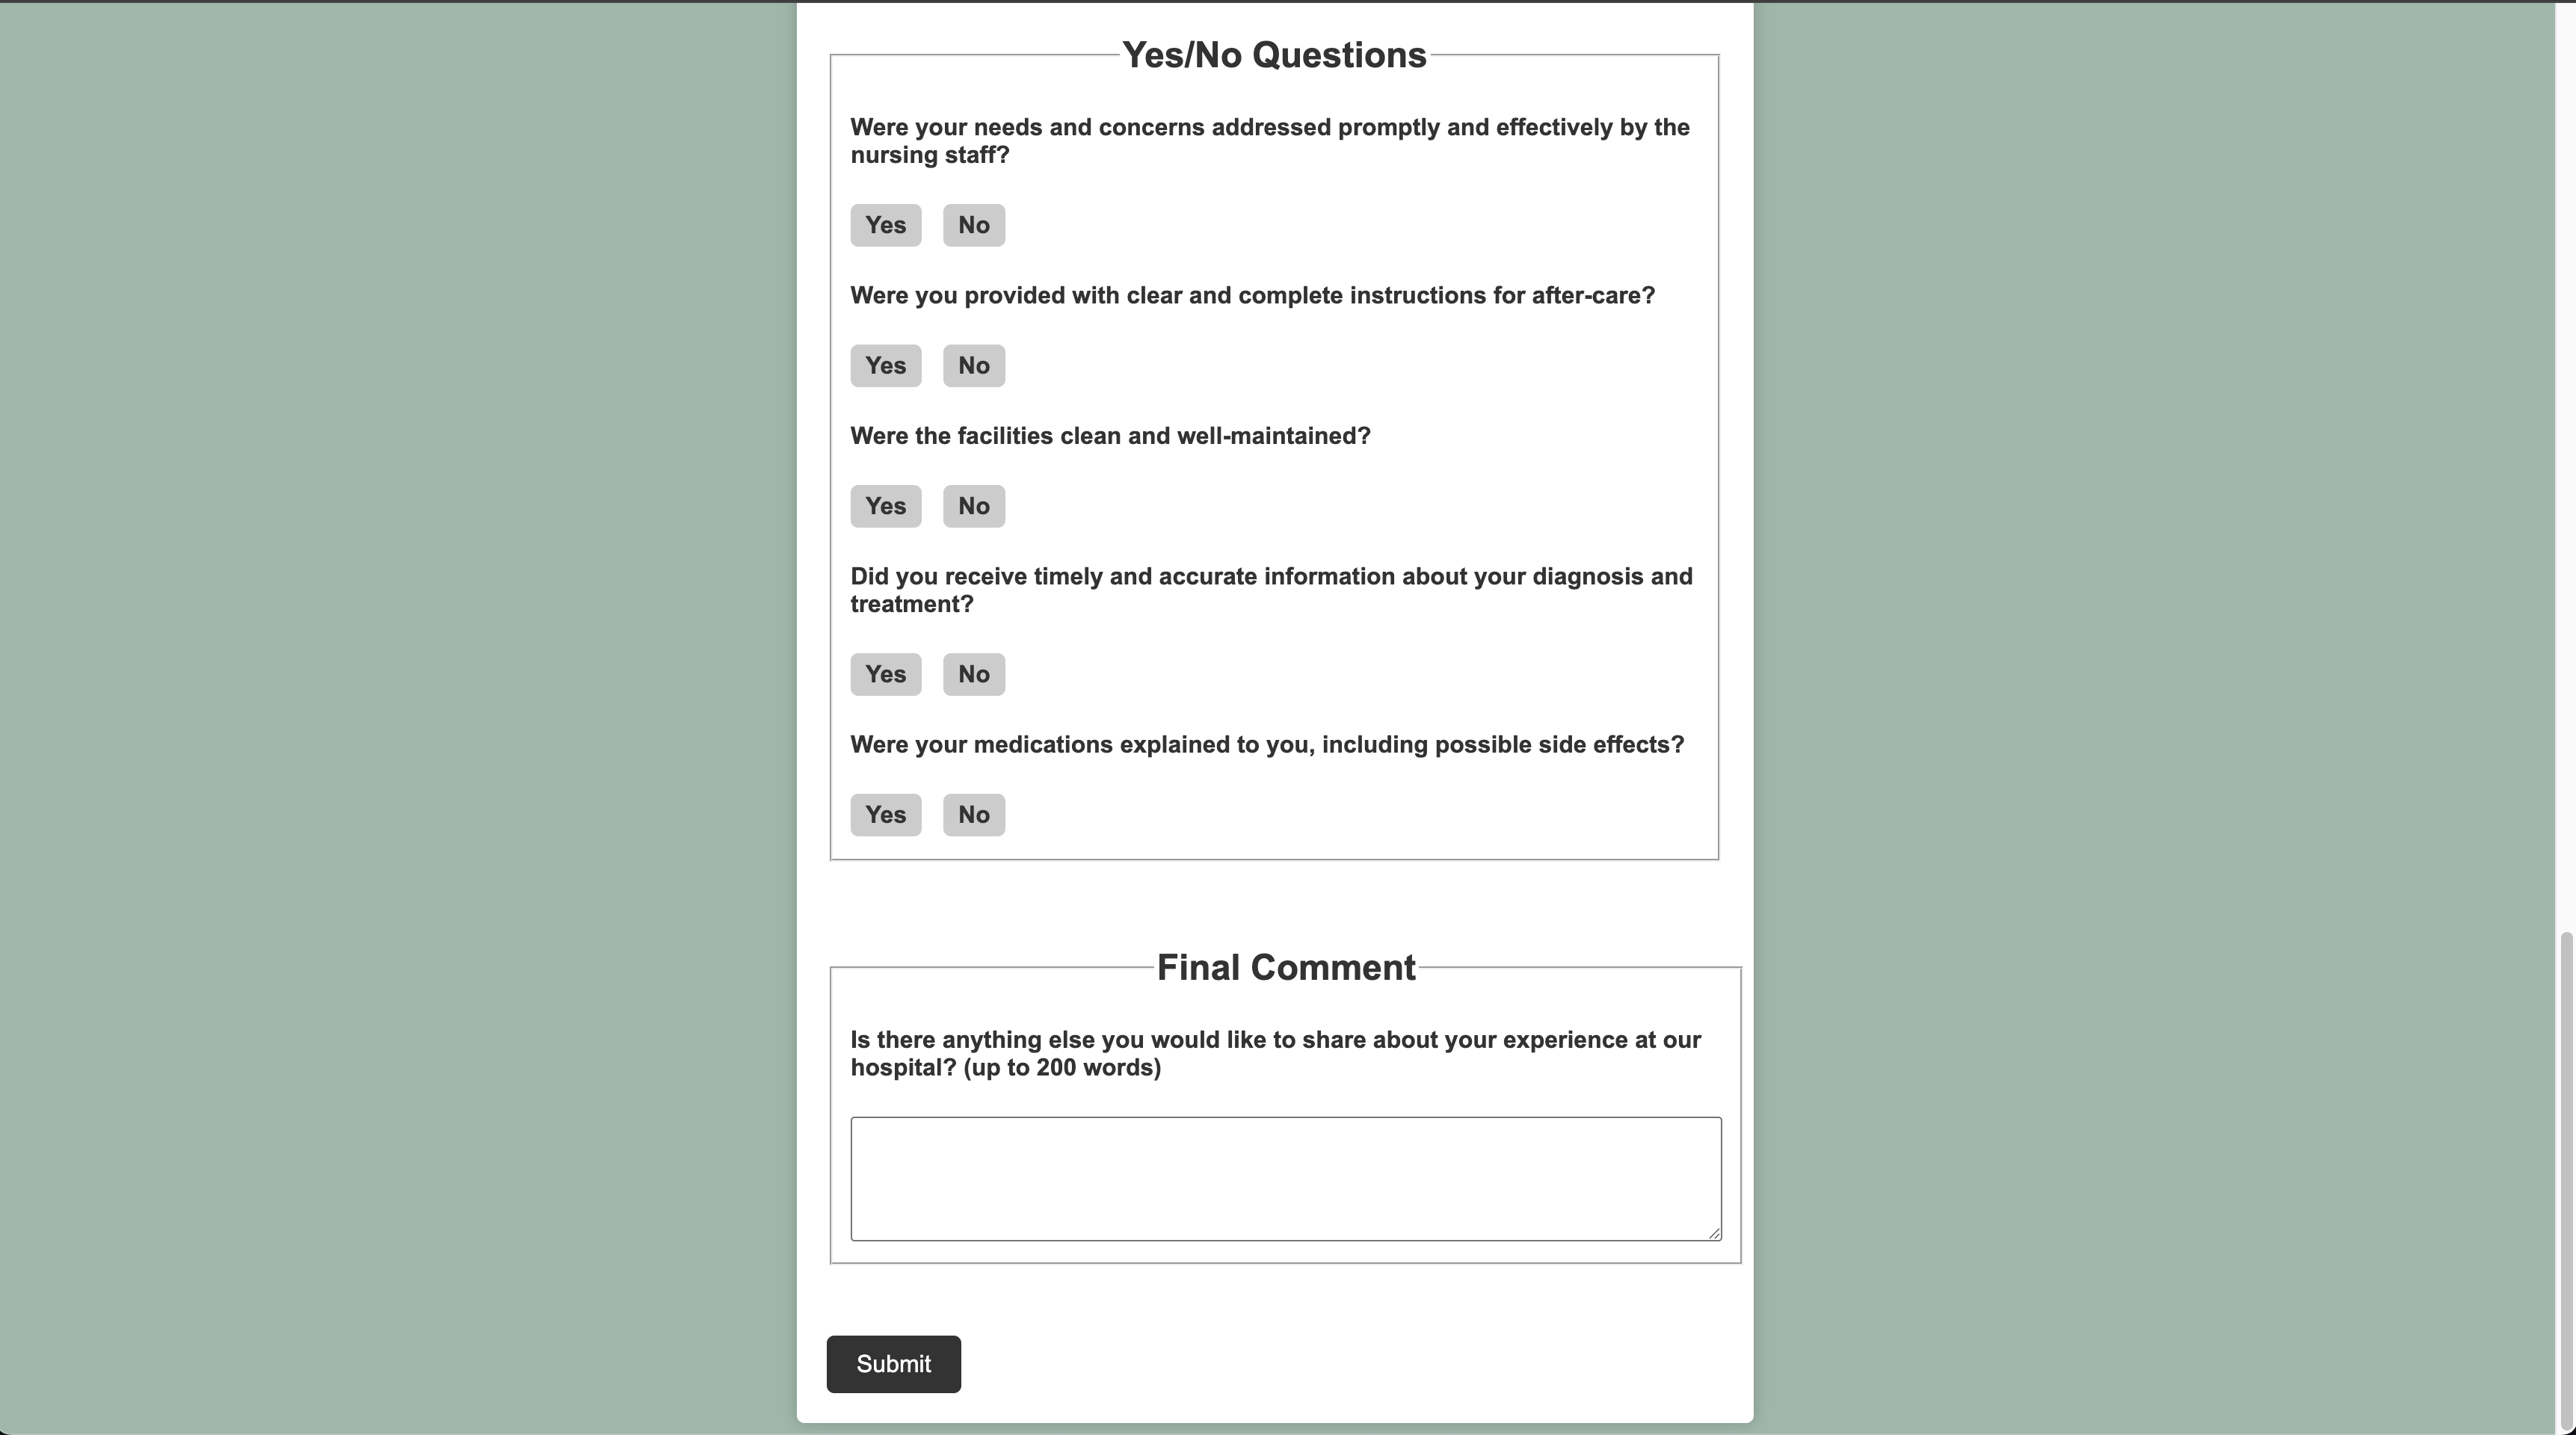 Yes/No Questions
Were your needs and concerns addressed promptly and effectively by the
nursing staff?
Yes No
Were you provided with clear and complete instructions for after-care?
Yes No
Were the facilities clean and well-maintained?
Yes No
Did you receive timely and accurate information about your diagnosis and
treatment?
Yes No
Were your medications explained to you, including possible side effects?
Yes No
Final Comment
Is there anything else you would like to share about your experience at our
hospital? (up to 200 words)
Submit